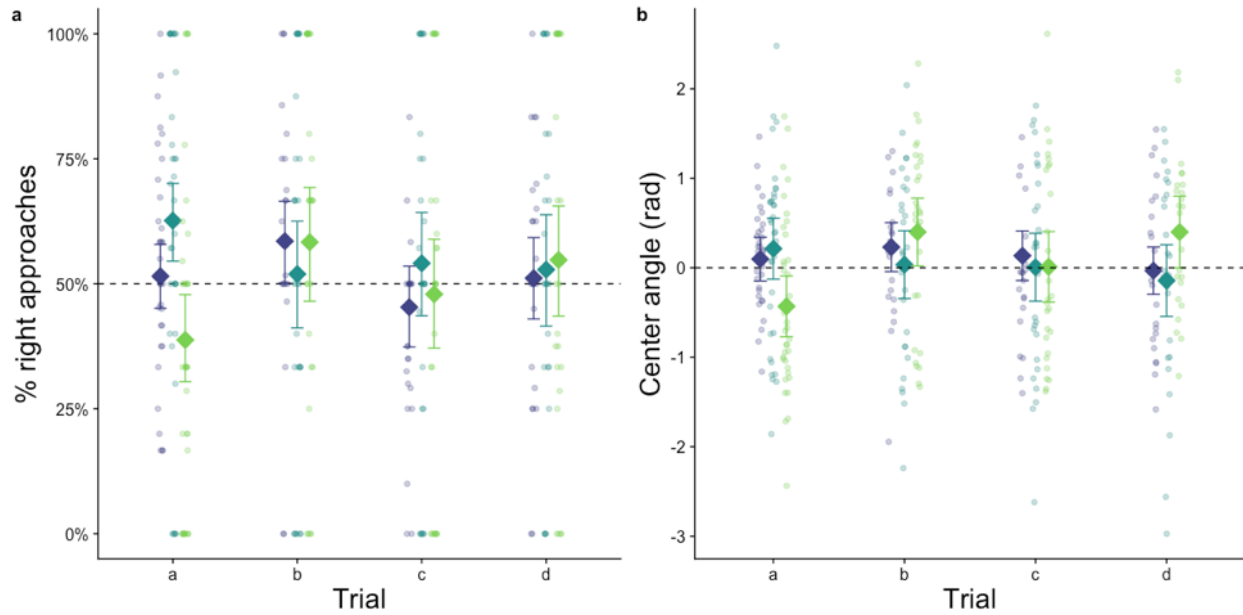 a
% right approaches
100%
75%
50%
25%
0%
a b c d
Trial
b
Center angle (rad)
2
1
0
-1
-2
-3
a b c d
Trial